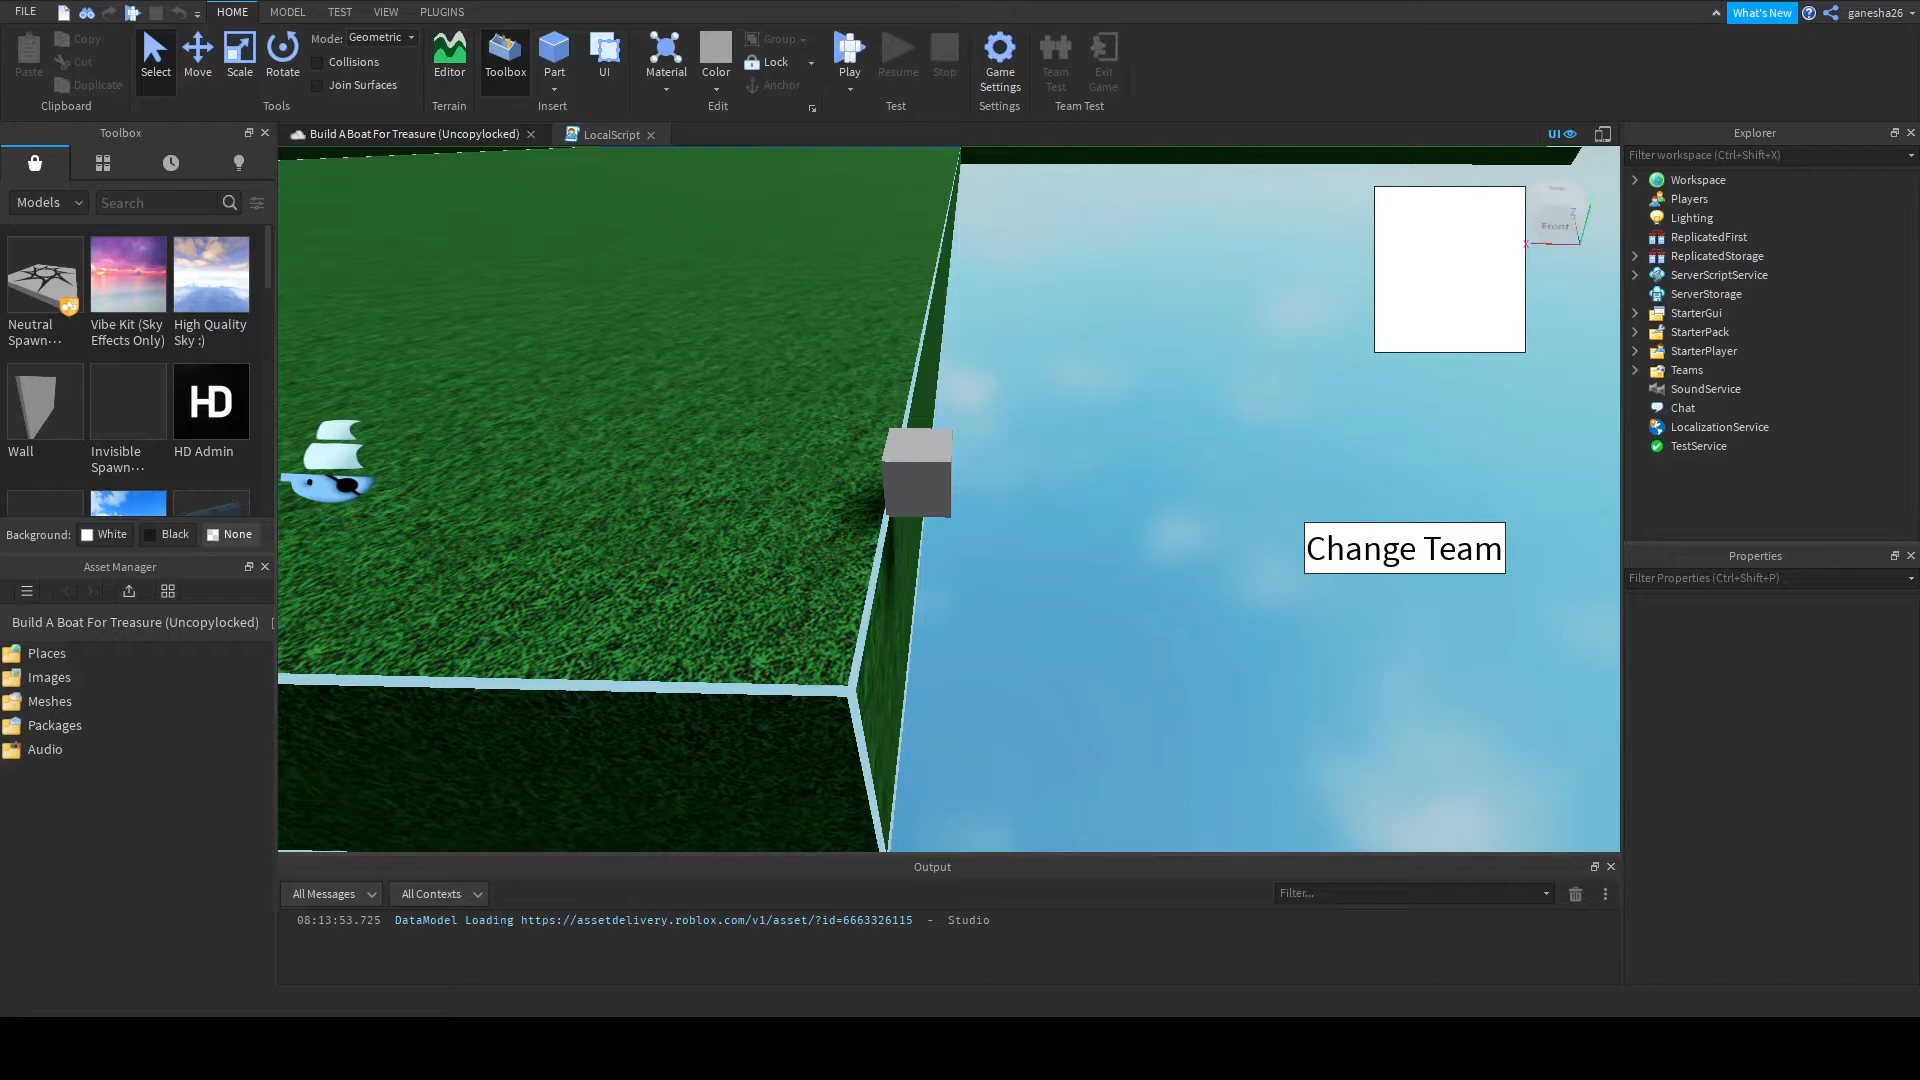 FILE HOME MODEL TEST VIEW PLUGINS What's New ganesha26
Paste Copy Cut Duplicate Clipboard
Select Move Scale Rotate Mode: Geometric Collisions Join Surfaces Tools
Editor Terrain
Toolbox Part UI Insert
Material Color Group Lock Anchor Edit
Play Resume Stop Test
Game Settings Settings
Team Test Exit Game Team Test
Toolbox
Models Search
Neutral Spawn···
Vibe Kit (Sky Effects Only)
High Quality Sky :)
Wall
Invisible Spawn···
HD
HD Admin
Background: White Black None
Asset Manager
Build A Boat For Treasure (Uncopylocked)
Places
Images
Meshes
Packages
Audio
Build A Boat For Treasure (Uncopylocked) LocalScript UI
Front
X
Z
Change Team
Output
All Messages All Contexts Filter...
08:13:53.725 DataModel Loading https://assetdelivery.roblox.com/v1/asset/?id=6663326115 - Studio
Explorer
Filter workspace (Ctrl+Shift+X)
Workspace
Players
Lighting
ReplicatedFirst
ReplicatedStorage
ServerScriptService
ServerStorage
StarterGui
StarterPack
StarterPlayer
Teams
SoundService
Chat
LocalizationService
TestService
Properties
Filter Properties (Ctrl+Shift+P)